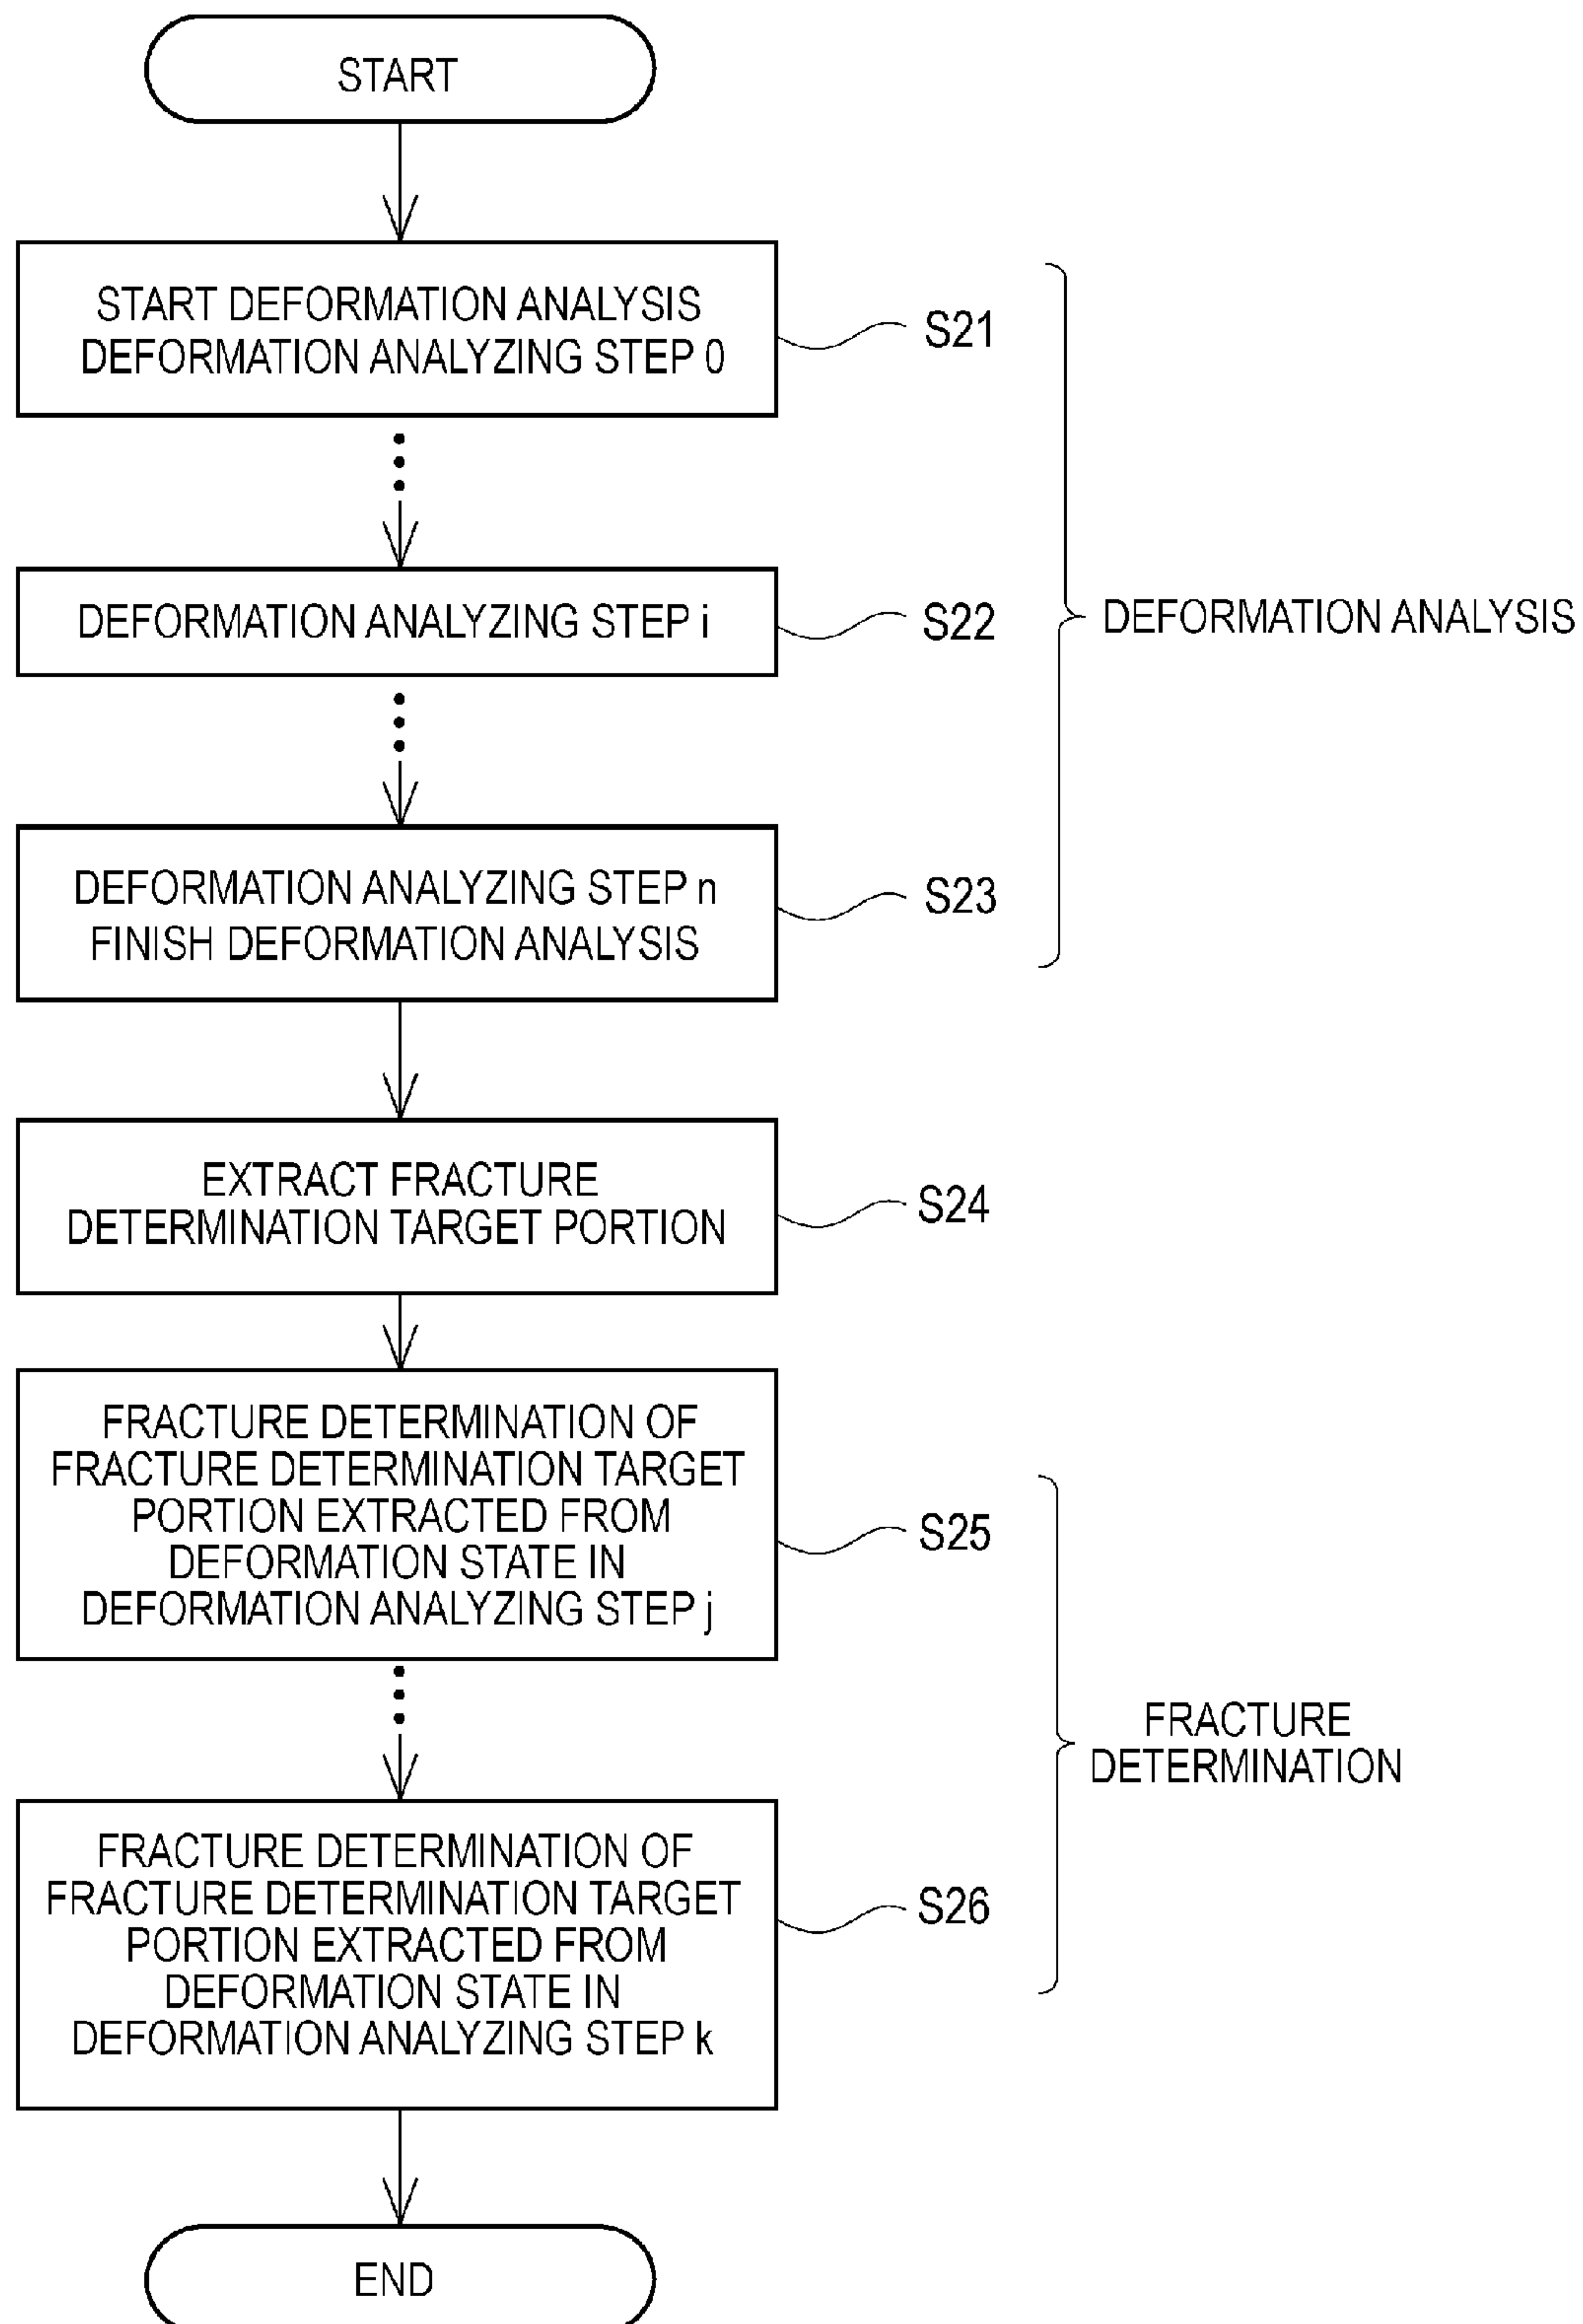 START
START DEFORMATION ANALYSIS
DEFORMATION ANALYZING STEP 0
S21
DEFORMATION ANALYZING STEP i
S22
DEFORMATION ANALYSIS
DEFORMATION ANALYZING STEP n
FINISH DEFORMATION ANALYSIS
S23
EXTRACT FRACTURE
DETERMINATION TARGET PORTION
S24
FRACTURE DETERMINATION OF
FRACTURE DETERMINATION TARGET
PORTION EXTRACTED FROM
DEFORMATION STATE IN
DEFORMATION ANALYZING STEP j
S25
FRACTURE
DETERMINATION
FRACTURE DETERMINATION OF
FRACTURE DETERMINATION TARGET
PORTION EXTRACTED FROM
DEFORMATION STATE IN
DEFORMATION ANALYZING STEP k
S26
END